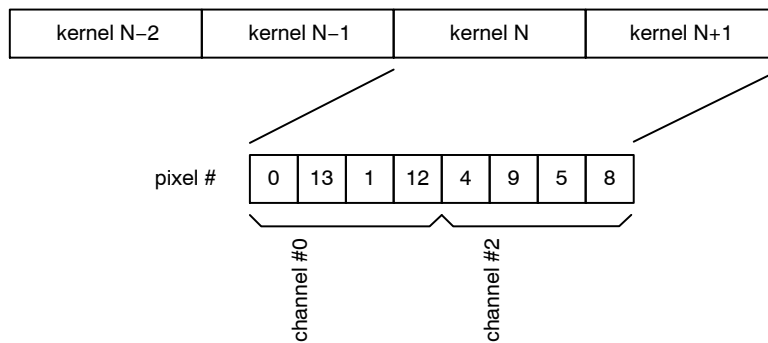 kernel N−2 kernel N−1 kernel N kernel N+1
pixel # 0 13 1 12 4 9 5 8
channel #0
channel #2